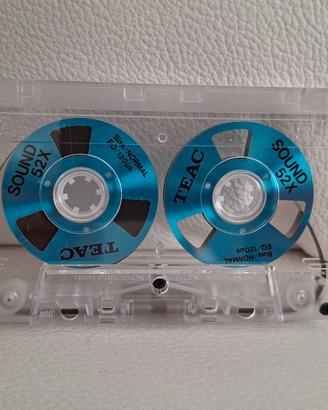 SOUND
52X
Bias/NORMAL
EQ-120µs
TEAC
TEAC
SOUND
52X
Bias/NORMAL
EQ 120µs